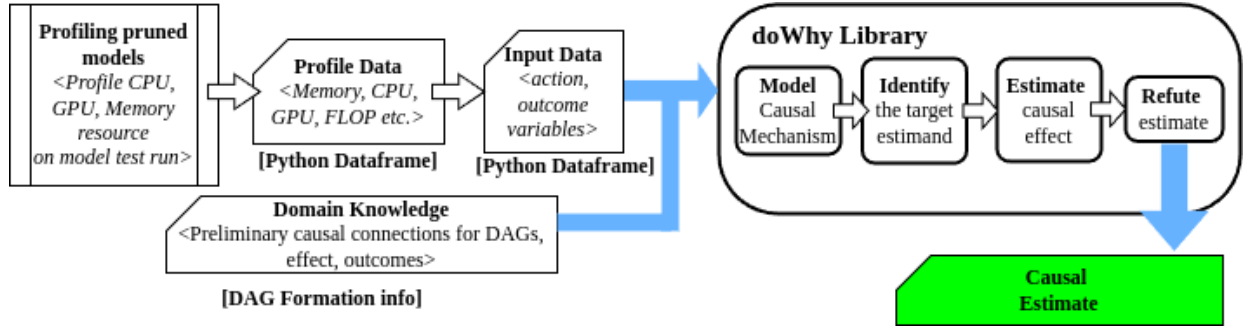 Profiling pruned
models
<Profile CPU,
GPU, Memory
resource
on model test run>
Profile Data
<Memory, CPU,
GPU, FLOP etc.>
[Python Dataframe]
Input Data
<action,
outcome
variables>
[Python Dataframe]
Domain Knowledge
<Preliminary causal connections for DAGs,
effect, outcomes>
[DAG Formation info]
doWhy Library
Model
Causal
Mechanism
Identify
the target
estimand
Estimate
causal
effect
Refute
estimate
Causal
Estimate